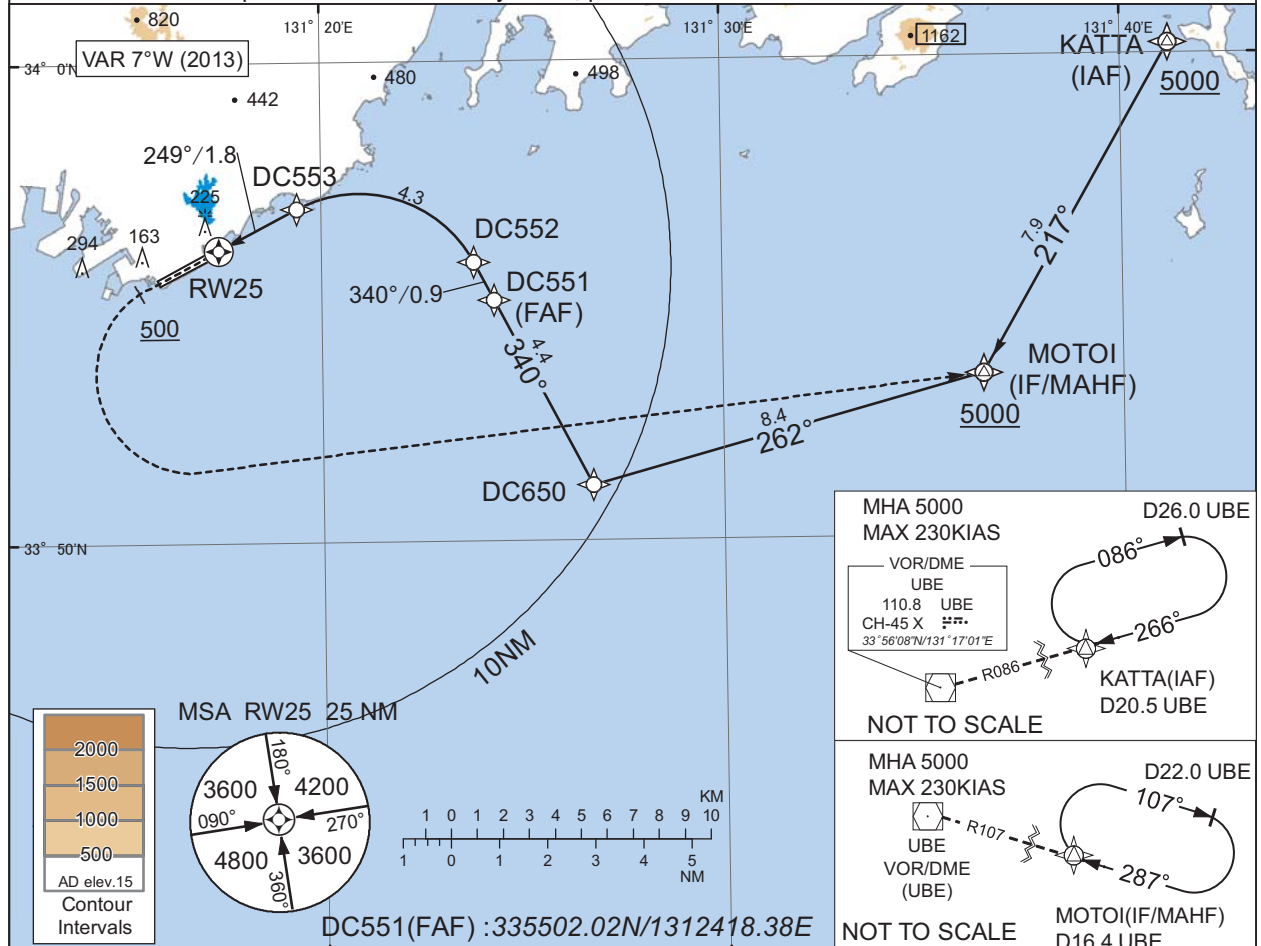 820
131° 20'E
131° 30'E
131° 40'E
1162
KATTA
(IAF)
5000
VAR 7°W (2013)
34° 0'N
480
498
442
249°/1.8
DC553
4.3
225
DC552
7.9
217°
294
163
RW25
340°/0.9
DC551
(FAF)
500
4.4
340°
MOTOI
(IF/MAHF)
5000
8.4
262°
DC650
33° 50'N
10NM
MHA 5000
MAX 230KIAS
D26.0 UBE
086°
266°
VOR/DME
UBE
110.8 UBE
CH-45 X
33°56'08"N/131°17'01"E
R086
KATTA(IAF)
D20.5 UBE
NOT TO SCALE
MHA 5000
MAX 230KIAS
D22.0 UBE
107°
287°
R107
UBE
VOR/DME
(UBE)
NOT TO SCALE
MOTOI(IF/MAHF)
D16.4 UBE
2000
1500
1000
500
AD elev.15
Contour
Intervals
MSA RW25 25 NM
180°
3600
4200
090°
270°
4800
3600
360°
KM
1 0 1 2 3 4 5 6 7 8 9 10
1 0 1 2 3 4 5
NM
DC551(FAF) :335502.02N/1312418.38E